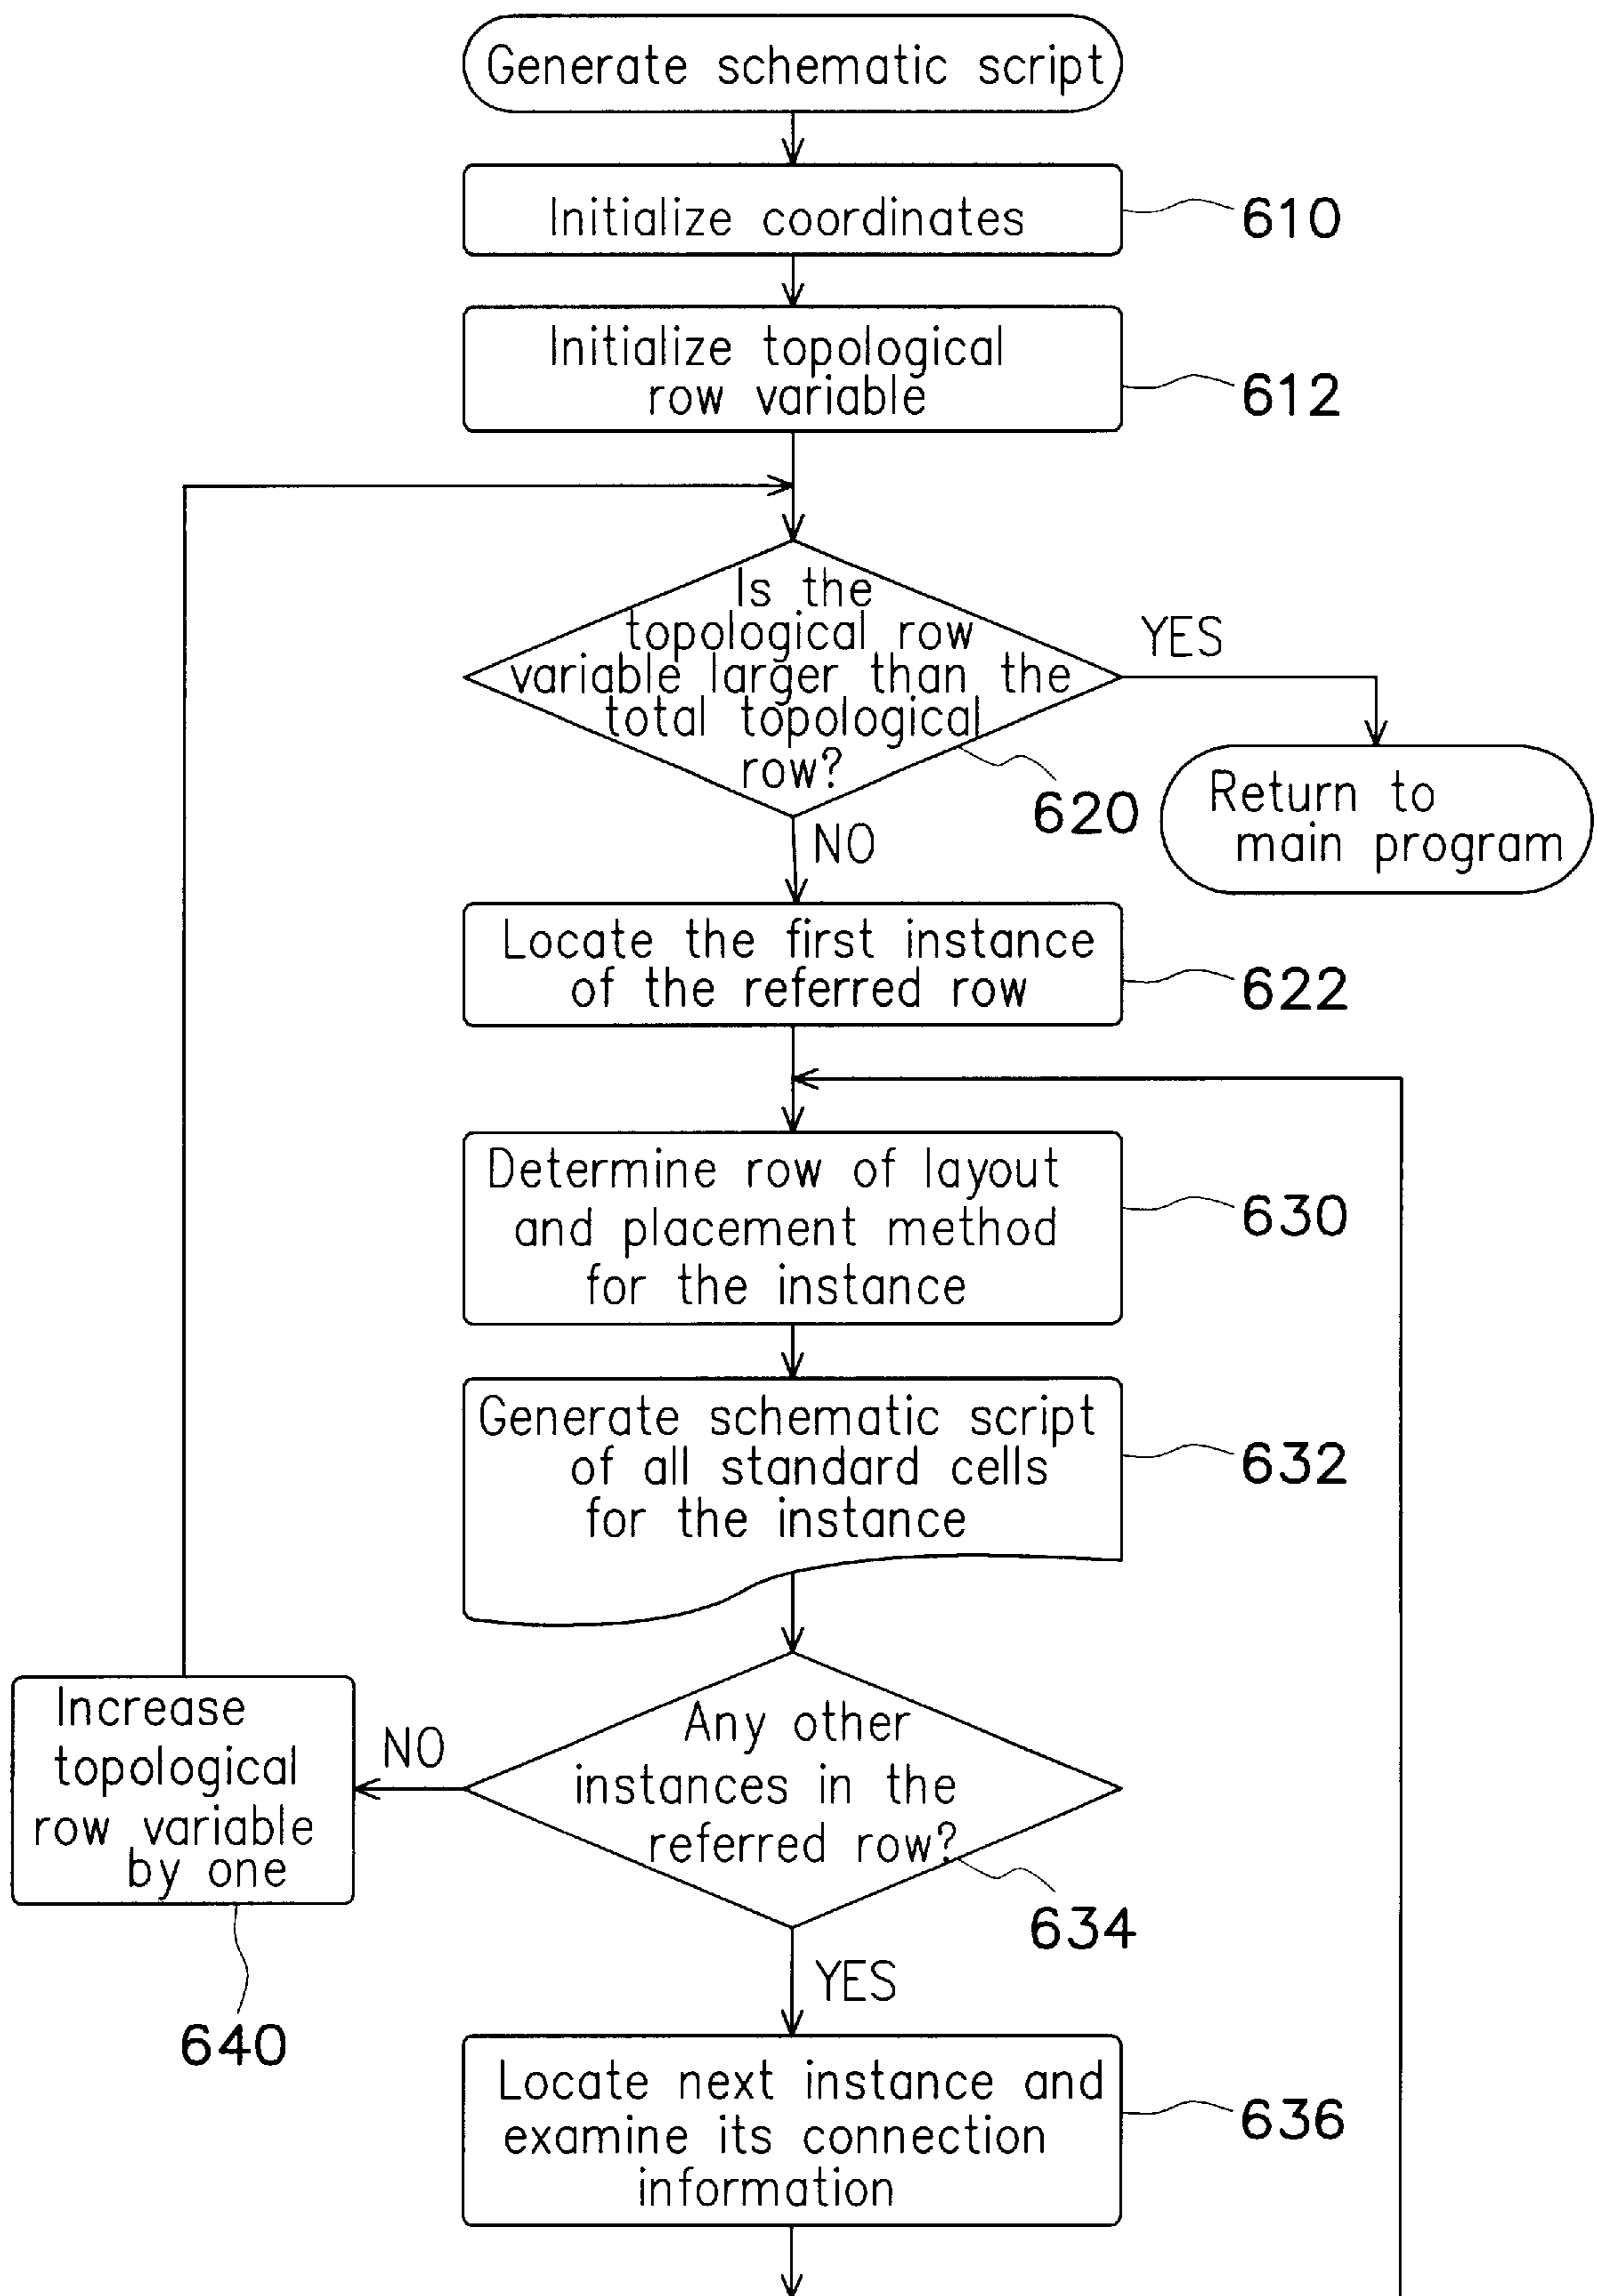 Generate schematic script
Initialize coordinates
610
Initialize topological
row variable
612
Is the
topological row
variable larger than the
total topological
row?
YES
620
Return to
main program
NO
Locate the first instance
of the referred row
622
Determine row of layout
and placement method
for the instance
630
Generate schematic script
of all standard cells
for the instance
632
Any other
instances in the
referred row?
634
NO
Increase
topological
row variable
by one
640
YES
Locate next instance and
examine its connection
information
636